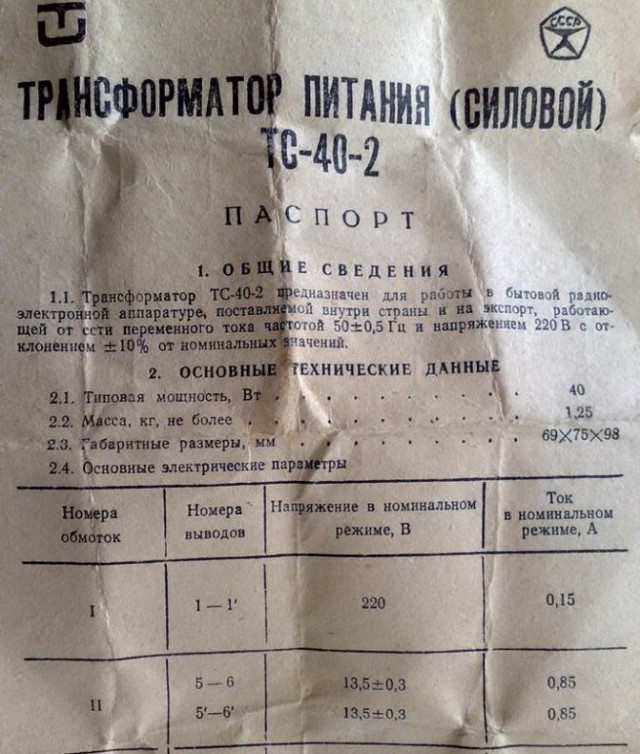 СССР
ТРАНСФОРМАТОР ПИТАНИЯ (СИЛОВОЙ)
ТС-40-2
ПАСПОРТ
1. ОБЩИЕ СВЕДЕНИЯ
1.1. Трансформатор ТС-40-2 предназначен для работы в бытовой радио-
электронной аппаратуре, поставляемой внутри страны и на экспорт, работаю-
щей от сети переменного тока частотой 50±0,5 Гц и напряжением 220 В с от-
клонением ±10% от номинальных значений.
2. ОСНОВНЫЕ ТЕХНИЧЕСКИЕ ДАННЫЕ
2.1. Типовая мощность, Вт . . . . . . . . . 40
2.2. Масса, кг, не более . . . . . . . . . 1,25
2.3. Габаритные размеры, мм . . . . . . . . 69×75×98
2.4. Основные электрические параметры
Номера обмоток
Номера выводов
Напряжение в номинальном режиме, В
Ток в номинальном режиме, А
I 1—1' 220 0,15
II 5—6 13,5±0,3 0,85
5'—6' 13,5±0,3 0,85